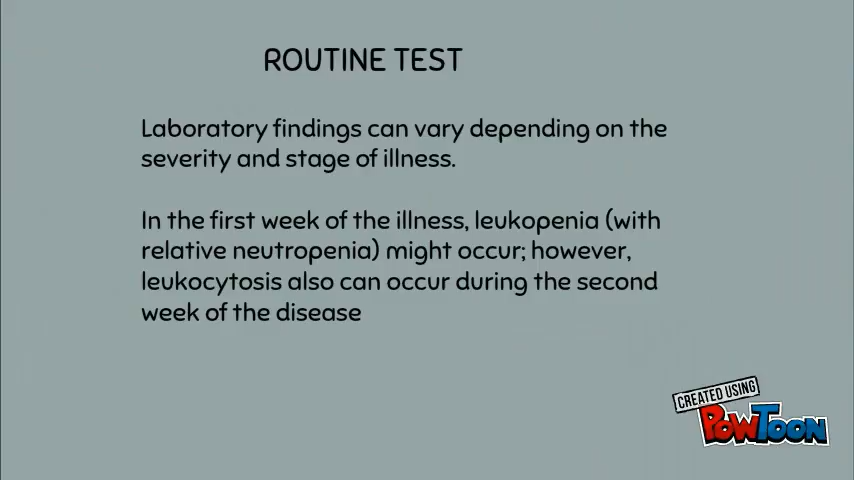 ROUTINE TEST
Laboratory findings can vary depending on the
severity and stage of illness.
In the first week of the illness, leukopenia (with
relative neutropenia) might occur; however,
leukocytosis also can occur during the second
week of the disease
CREATED USING
POWTOON